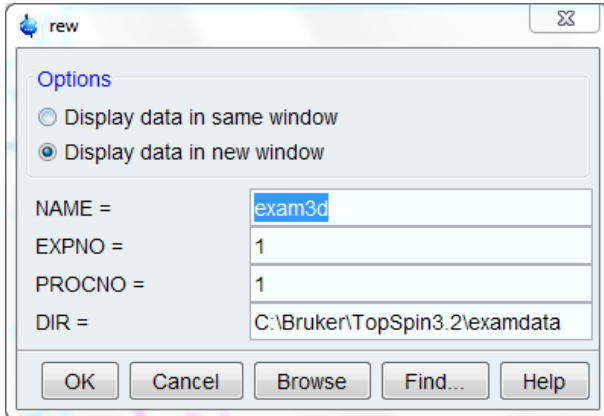 rew
Options
Display data in same window
Display data in new window
NAME = exam3d
EXPNO = 1
PROCNO = 1
DIR = C:\Bruker\TopSpin3.2\examdata
OK Cancel Browse Find... Help